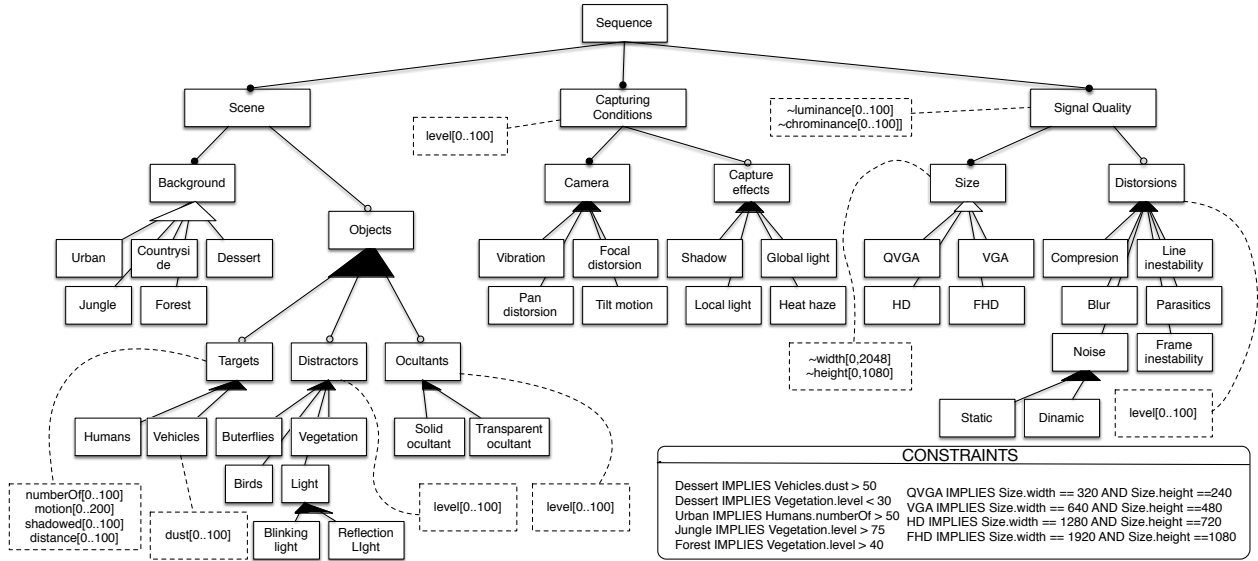 Sequence
Scene
Capturing
Conditions
Signal Quality
level[0..100]
~luminance[0..100]
~chrominance[0..100]]
Background
Objects
Camera
Capture
effects
Size
Distorsions
Urban
Countrysi
de
Dessert
Jungle
Forest
Vibration
Focal
distorsion
Pan
distorsion
Tilt motion
Shadow
Global light
Local light
Heat haze
QVGA
VGA
HD
FHD
Compresion
Line
inestability
Blur
Parasitics
Noise
Frame
inestability
Static
Dinamic
~width[0,2048]
~height[0,1080]
level[0..100]
Targets
Distractors
Ocultants
Humans
Vehicles
Buterflies
Vegetation
Solid
ocultant
Transparent
ocultant
Birds
Light
Blinking
light
Reflection
LIght
numberOf[0..100]
motion[0..200]
shadowed[0..100]
distance[0..100]
dust[0..100]
level[0..100]
level[0..100]
CONSTRAINTS
Dessert IMPLIES Vehicles.dust > 50
Dessert IMPLIES Vegetation.level < 30
Urban IMPLIES Humans.numberOf > 50
Jungle IMPLIES Vegetation.level > 75
Forest IMPLIES Vegetation.level > 40
QVGA IMPLIES Size.width == 320 AND Size.height ==240
VGA IMPLIES Size.width == 640 AND Size.height ==480
HD IMPLIES Size.width == 1280 AND Size.height ==720
FHD IMPLIES Size.width == 1920 AND Size.height ==1080